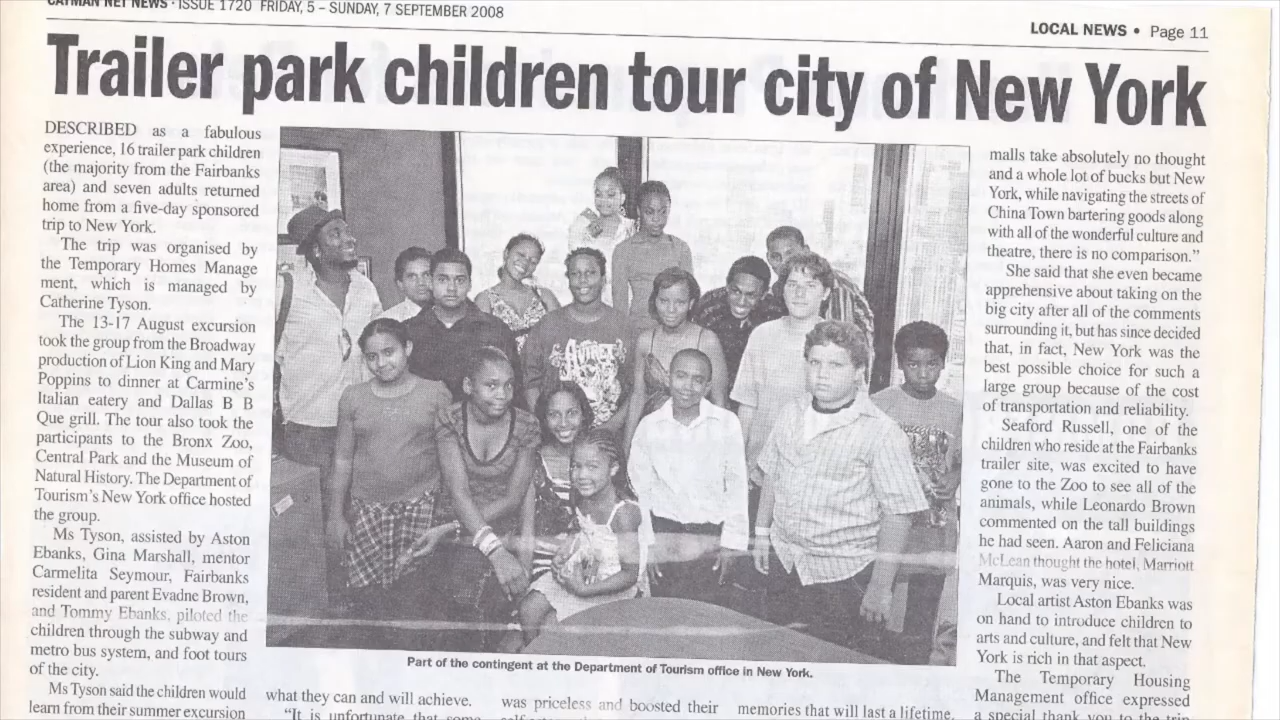 CAYMAN NET NEWS · ISSUE 1720 FRIDAY, 5 – SUNDAY, 7 SEPTEMBER 2008
LOCAL NEWS • Page 11
Trailer park children tour city of New York
DESCRIBED as a fabulous
experience, 16 trailer park children
(the majority from the Fairbanks
area) and seven adults returned
home from a five-day sponsored
trip to New York.
The trip was organised by
the Temporary Homes Manage
ment, which is managed by
Catherine Tyson.
The 13-17 August excursion
took the group from the Broadway
production of Lion King and Mary
Poppins to dinner at Carmine's
Italian eatery and Dallas B B
Que grill. The tour also took the
participants to the Bronx Zoo,
Central Park and the Museum of
Natural History. The Department of
Tourism's New York office hosted
the group.
Ms Tyson, assisted by Aston
Ebanks, Gina Marshall, mentor
Carmelita Seymour, Fairbanks
resident and parent Evadne Brown,
and Tommy Ebanks, piloted the
children through the subway and
metro bus system, and foot tours
of the city.
Ms Tyson said the children would
learn from their summer excursion
Part of the contingent at the Department of Tourism office in New York.
what they can and will achieve.
"It is unfortunate that some
was priceless and boosted their
memories that will last a lifetime.
malls take absolutely no thought
and a whole lot of bucks but New
York, while navigating the streets of
China Town bartering goods along
with all of the wonderful culture and
theatre, there is no comparison."
She said that she even became
apprehensive about taking on the
big city after all of the comments
surrounding it, but has since decided
that, in fact, New York was the
best possible choice for such a
large group because of the cost
of transportation and reliability.
Seaford Russell, one of the
children who reside at the Fairbanks
trailer site, was excited to have
gone to the Zoo to see all of the
animals, while Leonardo Brown
commented on the tall buildings
he had seen. Aaron and Feliciana
McLean thought the hotel, Marriott
Marquis, was very nice.
Local artist Aston Ebanks was
on hand to introduce children to
arts and culture, and felt that New
York is rich in that aspect.
The Temporary Housing
Management office expressed
a special thank you to the trip